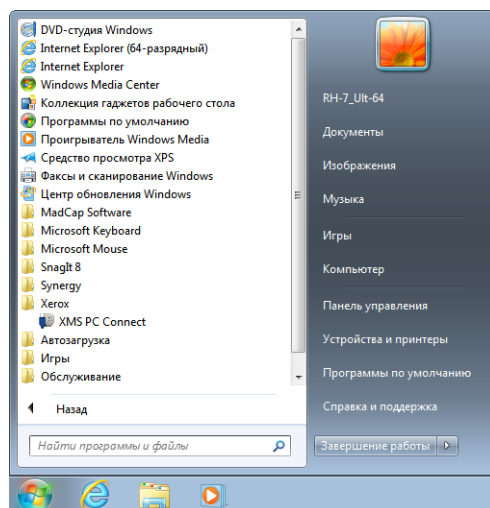 DVD-студия Windows
Internet Explorer (64-разрядный)
Internet Explorer
Windows Media Center
Коллекция гаджетов рабочего стола
Программы по умолчанию
Проигрыватель Windows Media
Средство просмотра XPS
Факсы и сканирование Windows
Центр обновления Windows
MadCap Software
Microsoft Keyboard
Microsoft Mouse
SnagIt 8
Synergy
Xerox
XMS PC Connect
Автозагрузка
Игры
Обслуживание
Назад
Найти программы и файлы
RH-7_Ult-64
Документы
Изображения
Музыка
Игры
Компьютер
Панель управления
Устройства и принтеры
Программы по умолчанию
Справка и поддержка
Завершение работы